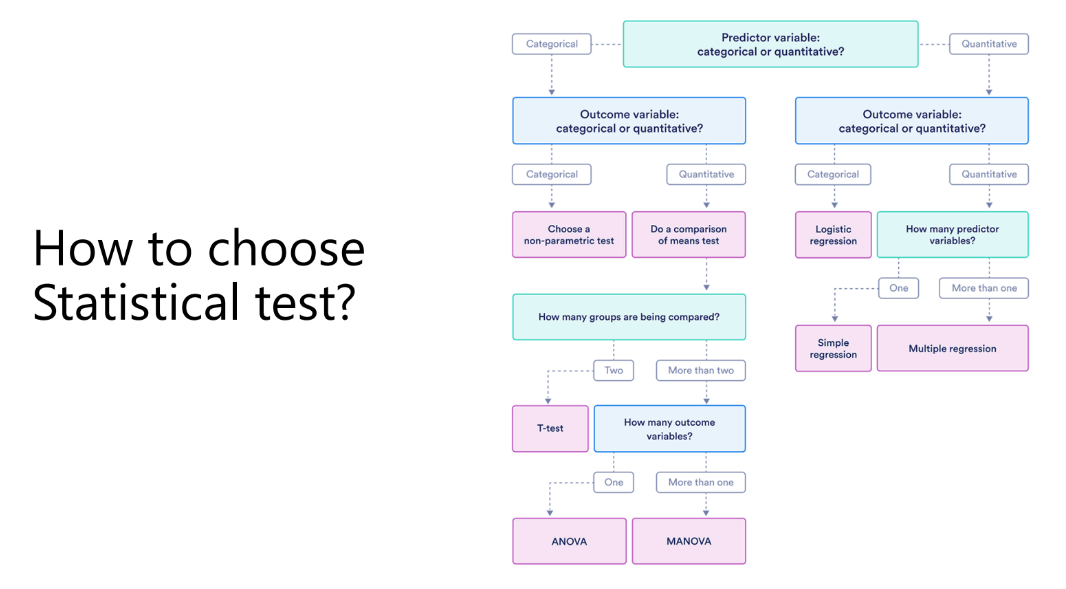 How to choose
Statistical test?
Predictor variable:
categorical or quantitative?
Categorical
Quantitative
Outcome variable:
categorical or quantitative?
Outcome variable:
categorical or quantitative?
Categorical
Quantitative
Categorical
Quantitative
Choose a
non-parametric test
Do a comparison
of means test
Logistic
regression
How many predictor
variables?
One
More than one
How many groups are being compared?
Simple
regression
Multiple regression
Two
More than two
T-test
How many outcome
variables?
One
More than one
ANOVA
MANOVA